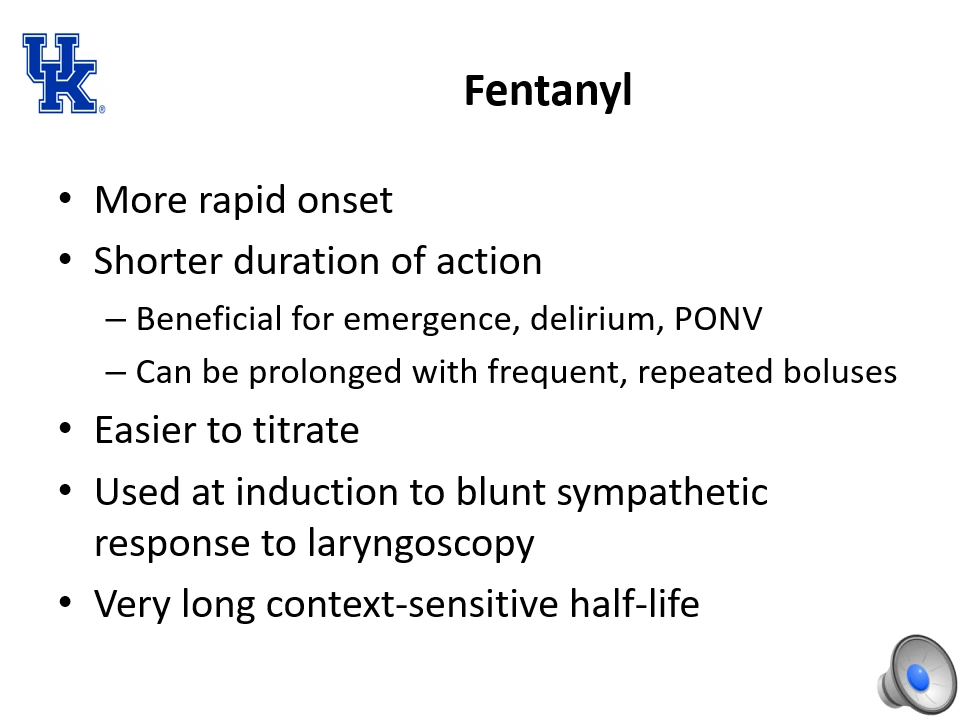 UK®
Fentanyl
• More rapid onset
• Shorter duration of action
– Beneficial for emergence, delirium, PONV
– Can be prolonged with frequent, repeated boluses
• Easier to titrate
• Used at induction to blunt sympathetic
response to laryngoscopy
• Very long context-sensitive half-life